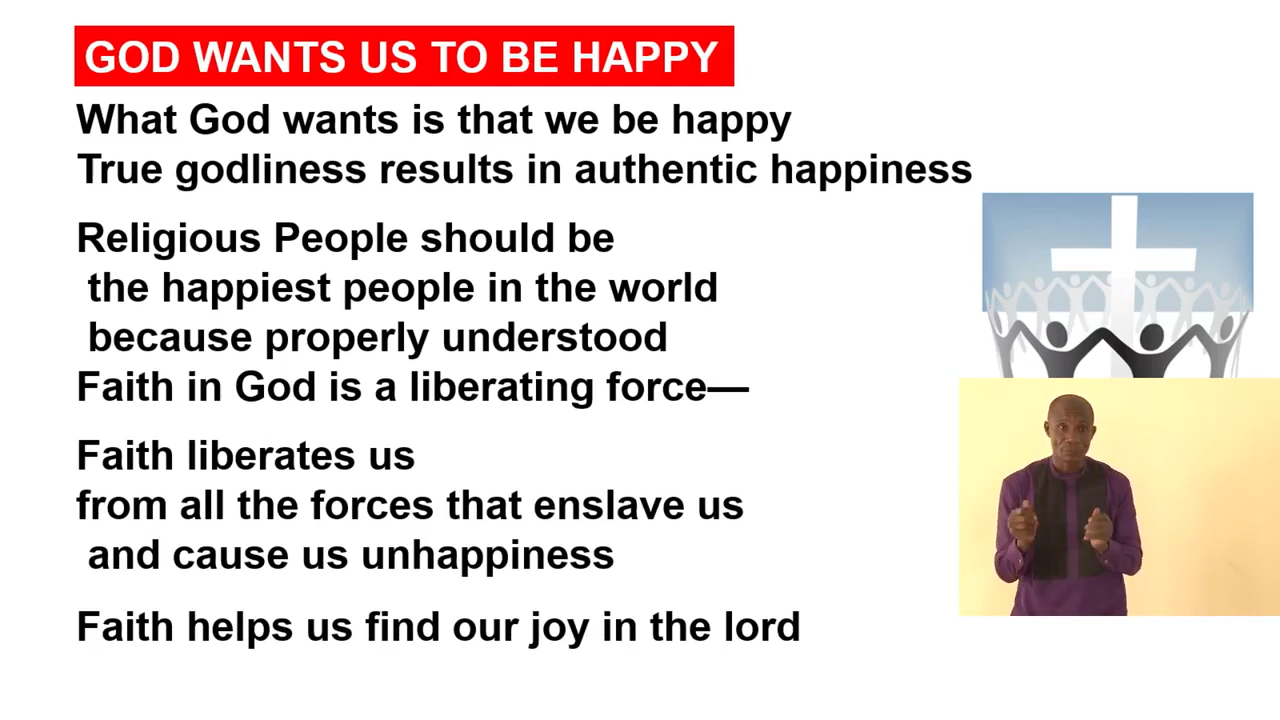 GOD WANTS US TO BE HAPPY
What God wants is that we be happy
True godliness results in authentic happiness
Religious People should be
the happiest people in the world
because properly understood
Faith in God is a liberating force—
Faith liberates us
from all the forces that enslave us
and cause us unhappiness
Faith helps us find our joy in the lord